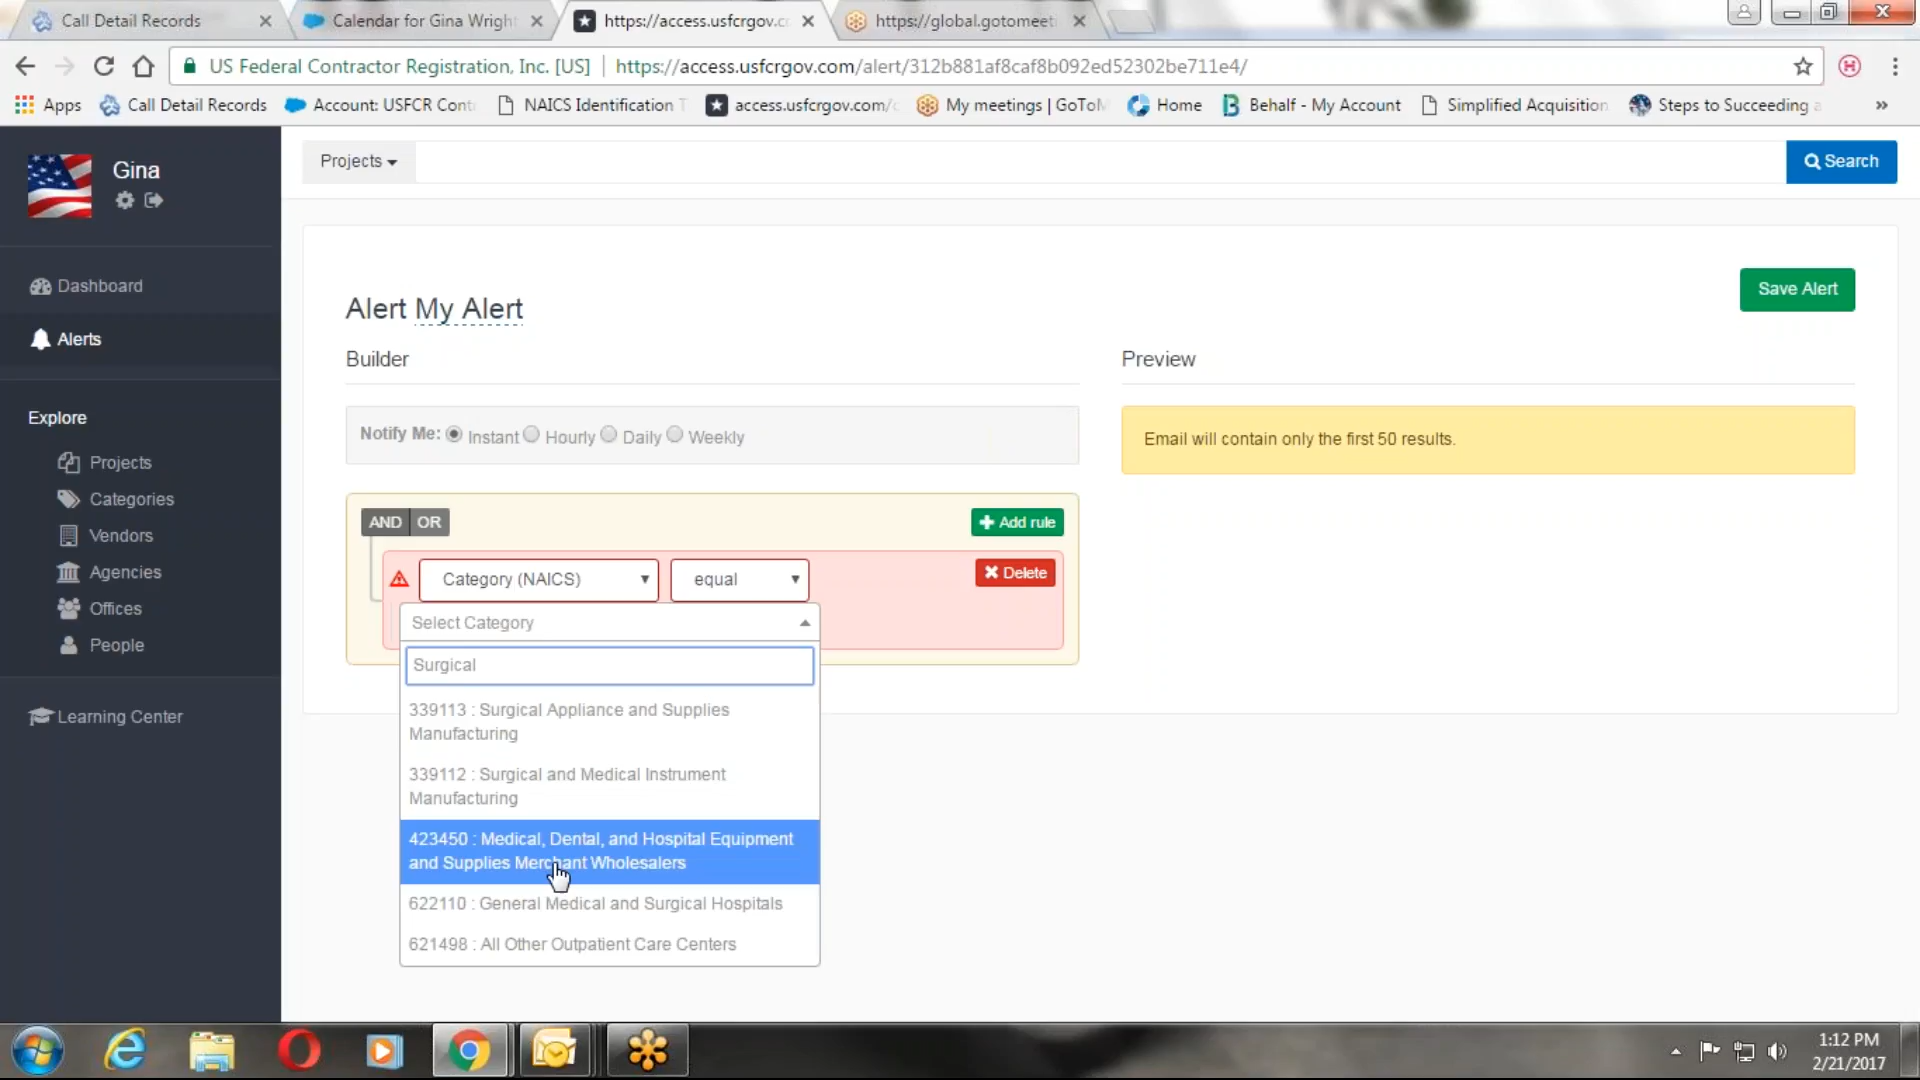 Call Detail Records
Calendar for Gina Wright
https://access.usfcrgov.c
https://global.gotomeeti
US Federal Contractor Registration, Inc. [US]
https://access.usfcrgov.com/alert/312b881af8caf8b092ed52302be711e4/
Apps
Call Detail Records
Account: USFCR Cont
NAICS Identification T
access.usfcrgov.com/c
My meetings | GoToM
Home
Behalf - My Account
Simplified Acquisition
Steps to Succeeding a
»
Gina
Projects
Search
Dashboard
Alerts
Explore
Projects
Categories
Vendors
Agencies
Offices
People
Learning Center
Alert My Alert
Save Alert
Builder
Preview
Notify Me: Instant Hourly Daily Weekly
Email will contain only the first 50 results.
AND OR
Add rule
Category (NAICS)
equal
Delete
Select Category
Surgical
339113 : Surgical Appliance and Supplies
Manufacturing
339112 : Surgical and Medical Instrument
Manufacturing
423450 : Medical, Dental, and Hospital Equipment
and Supplies Merchant Wholesalers
622110 : General Medical and Surgical Hospitals
621498 : All Other Outpatient Care Centers
1:12 PM
2/21/2017